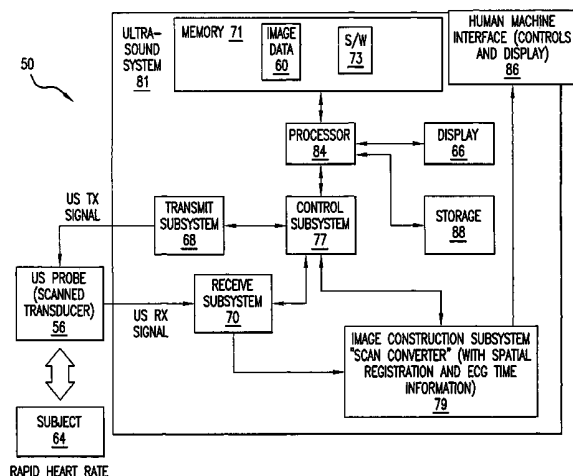 50
ULTRA-
SOUND
SYSTEM
81
MEMORY 71
IMAGE
DATA
60
S/W
73
HUMAN MACHINE
INTERFACE (CONTROLS
AND DISPLAY)
86
PROCESSOR
84
DISPLAY
66
US TX
SIGNAL
TRANSMIT
SUBSYSTEM
68
CONTROL
SUBSYSTEM
77
STORAGE
88
US PROBE
(SCANNED
TRANSDUCER)
56
US RX
SIGNAL
RECEIVE
SUBSYSTEM
70
IMAGE CONSTRUCTION SUBSYSTEM
"SCAN CONVERTER" (WITH SPATIAL
REGISTRATION AND ECG TIME
INFORMATION)
79
SUBJECT
64
RAPID HEART RATE